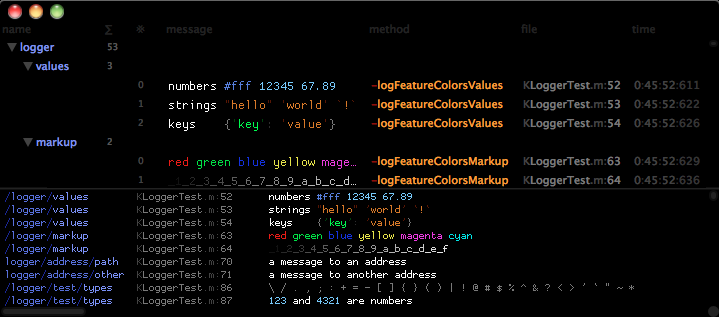 name Σ ※ message method file time
logger 53
values 3
0 numbers #fff 12345 67.89 -logFeatureColorsValues KLoggerTest.m:52 0:45:52:611
1 strings "hello" `world` `!` -logFeatureColorsValues KLoggerTest.m:53 0:45:52:622
2 keys {`key`: `value`} -logFeatureColorsValues KLoggerTest.m:54 0:45:52:626
markup 2
0 red green blue yellow mage… -logFeatureColorsMarkup KLoggerTest.m:63 0:45:52:629
1 _1_2_3_4_5_6_7_8_9_a_b_c_d… -logFeatureColorsMarkup KLoggerTest.m:64 0:45:52:636
/logger/values KLoggerTest.m:52 numbers #fff 12345 67.89
/logger/values KLoggerTest.m:53 strings "hello" `world` `!`
/logger/values KLoggerTest.m:54 keys {`key`: `value`}
/logger/markup KLoggerTest.m:63 red green blue yellow magenta cyan
/logger/markup KLoggerTest.m:64 _1_2_3_4_5_6_7_8_9_a_b_c_d_e_f
logger/address/path KLoggerTest.m:70 a message to an address
logger/address/other KLoggerTest.m:71 a message to another address
/logger/test/types KLoggerTest.m:86 \ / . , ; : + = - [ ] { } ( ) | ! @ # $ % ^ & ? < > ' ` " ~ *
/logger/test/types KLoggerTest.m:87 123 and 4321 are numbers